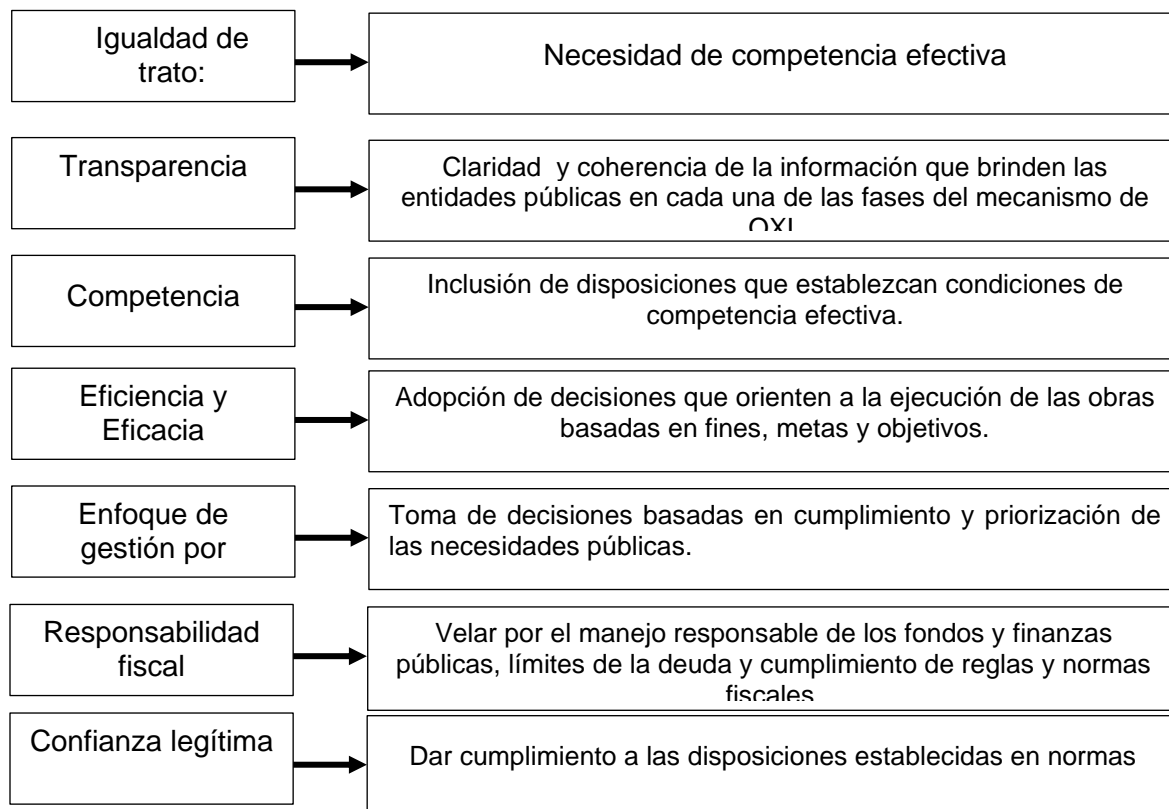 Igualdad de
trato:
Necesidad de competencia efectiva
Transparencia
Claridad y coherencia de la información que brinden las
entidades públicas en cada una de las fases del mecanismo de
OXI
Competencia
Inclusión de disposiciones que establezcan condiciones de
competencia efectiva.
Eficiencia y
Eficacia
Adopción de decisiones que orienten a la ejecución de las obras
basadas en fines, metas y objetivos.
Enfoque de
gestión por
Toma de decisiones basadas en cumplimiento y priorización de
las necesidades públicas.
Responsabilidad
fiscal
Velar por el manejo responsable de los fondos y finanzas
públicas, límites de la deuda y cumplimiento de reglas y normas
fiscales
Confianza legítima
Dar cumplimiento a las disposiciones establecidas en normas